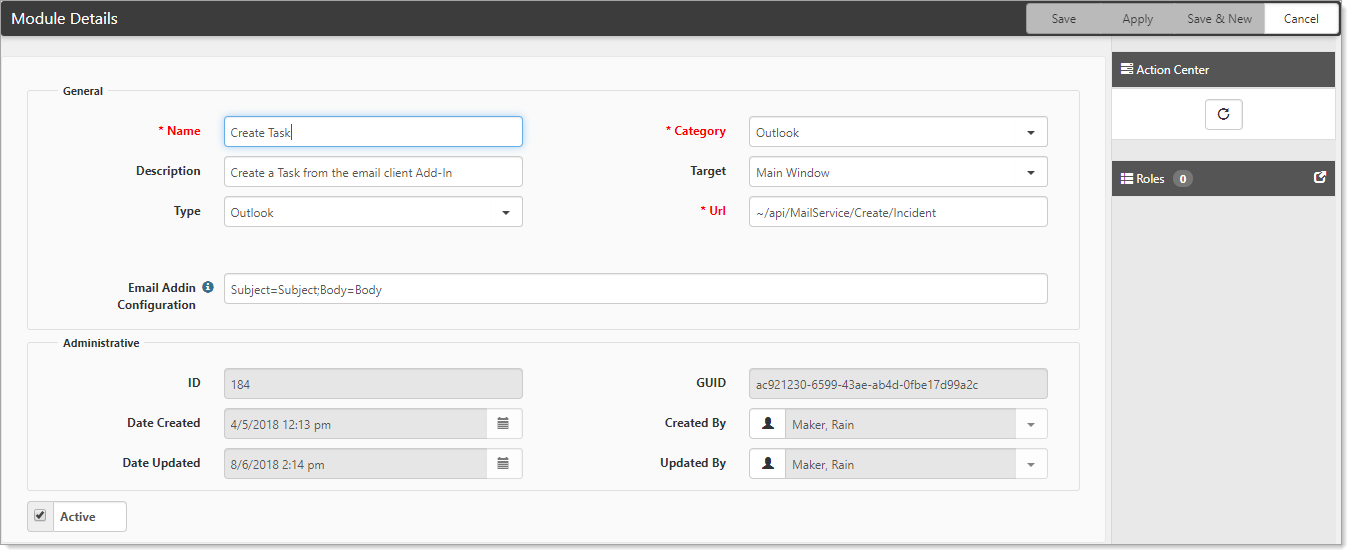 Module Details
Save Apply Save & New Cancel
Action Center
General
* Name Create Task * Category Outlook
Description Create a Task from the email client Add-In Target Main Window
Roles 0
Type Outlook * Url ~/api/MailService/Create/Incident
Email Addin
Configuration Subject=Subject;Body=Body
Administrative
ID 184 GUID ac921230-6599-43ae-ab4d-0fbe17d99a2c
Date Created 4/5/2018 12:13 pm Created By Maker, Rain
Date Updated 8/6/2018 2:14 pm Updated By Maker, Rain
Active